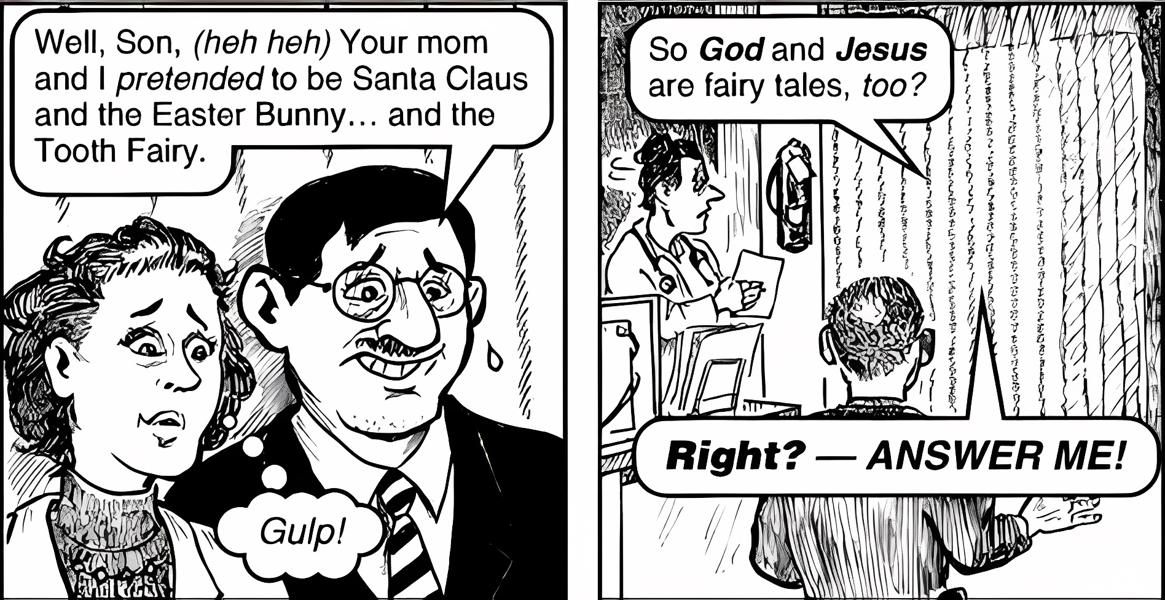 Well, Son, (heh heh) Your mom
and I pretended to be Santa Claus
and the Easter Bunny... and the
Tooth Fairy.
Gulp!
So God and Jesus
are fairy tales, too?
Right? — ANSWER ME!